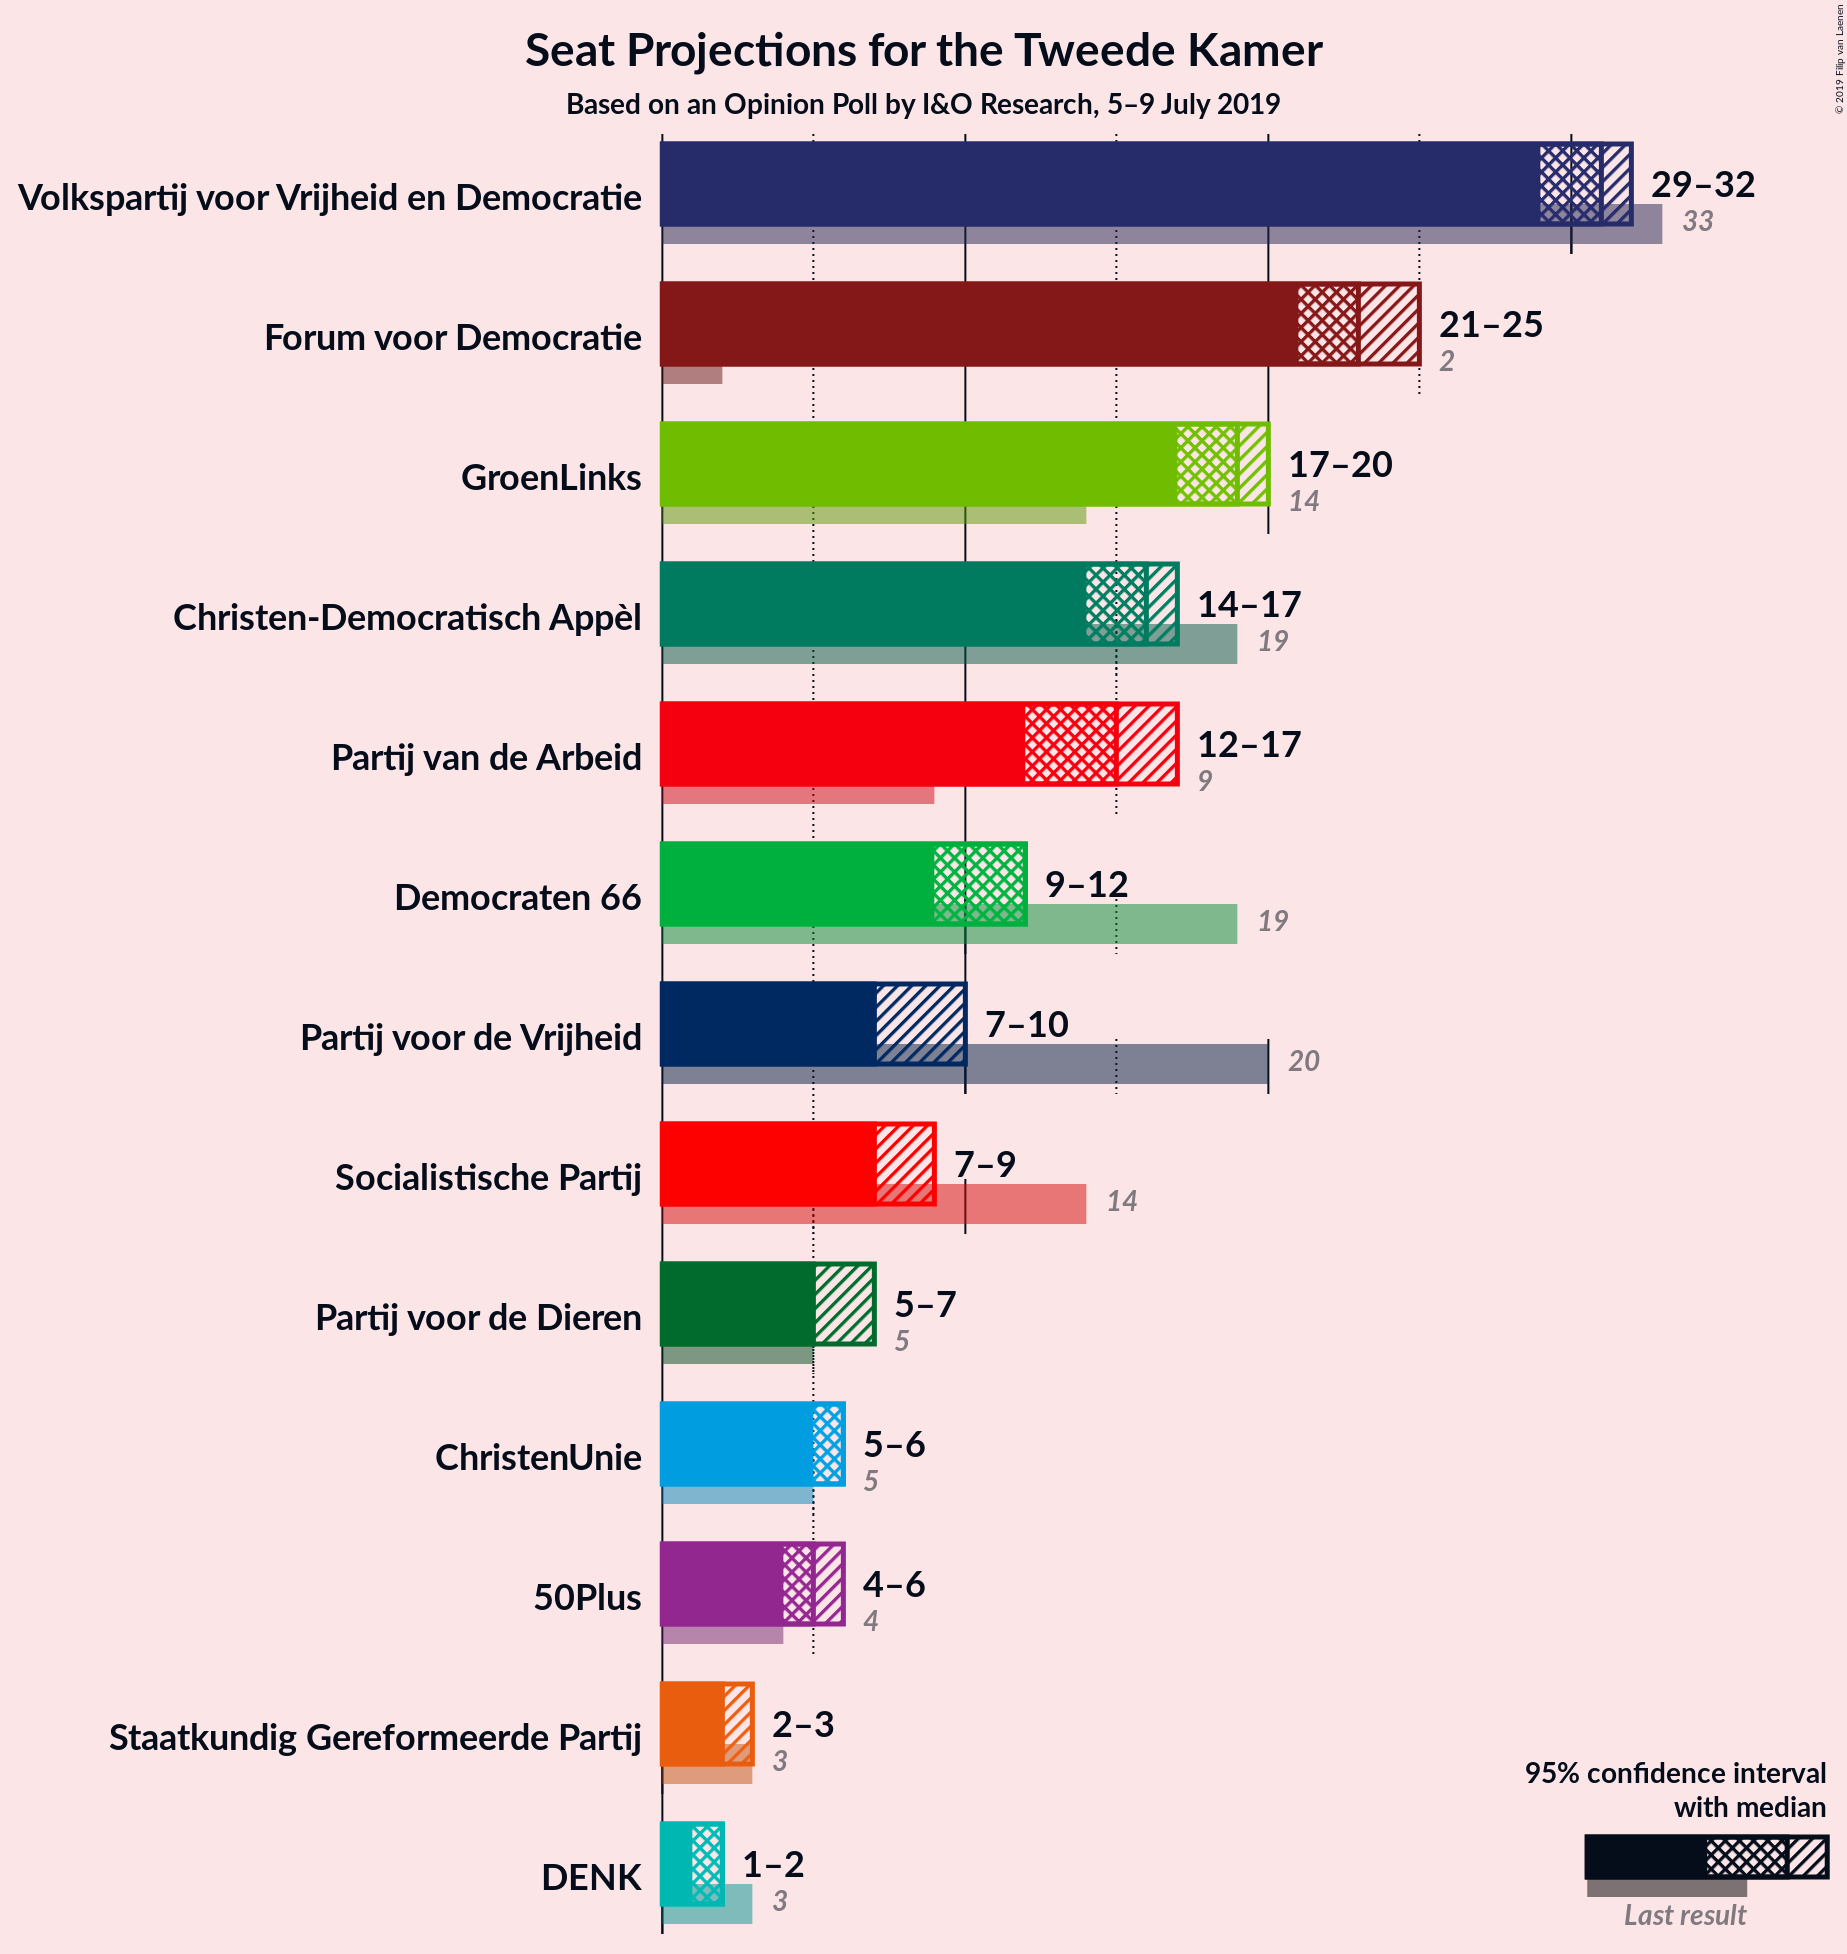 Seat Projections for the Tweede Kamer
Based on an Opinion Poll by I&O Research, 5–9 July 2019
© 2019 Filip van Laenen
Volkspartij voor Vrijheid en Democratie
29–32
33
Forum voor Democratie
21–25
2
GroenLinks
17–20
14
Christen-Democratisch Appèl
14–17
19
Partij van de Arbeid
12–17
9
Democraten 66
9–12
19
Partij voor de Vrijheid
7–10
20
Socialistische Partij
7–9
14
Partij voor de Dieren
5–7
5
ChristenUnie
5–6
5
50Plus
4–6
4
Staatkundig Gereformeerde Partij
2–3
3
DENK
1–2
3
95% confidence interval
with median
Last result